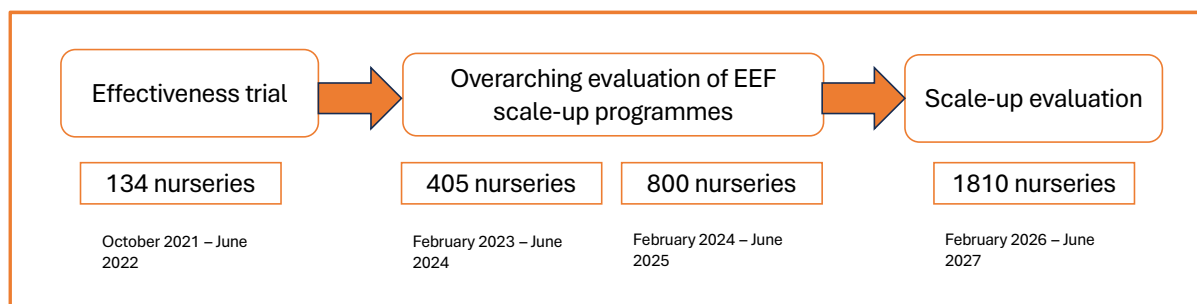 Effectiveness trial
Overarching evaluation of EEF
scale-up programmes
Scale-up evaluation
134 nurseries
405 nurseries
800 nurseries
1810 nurseries
October 2021 – June
2022
February 2023 – June
2024
February 2024 – June
2025
February 2026 – June
2027